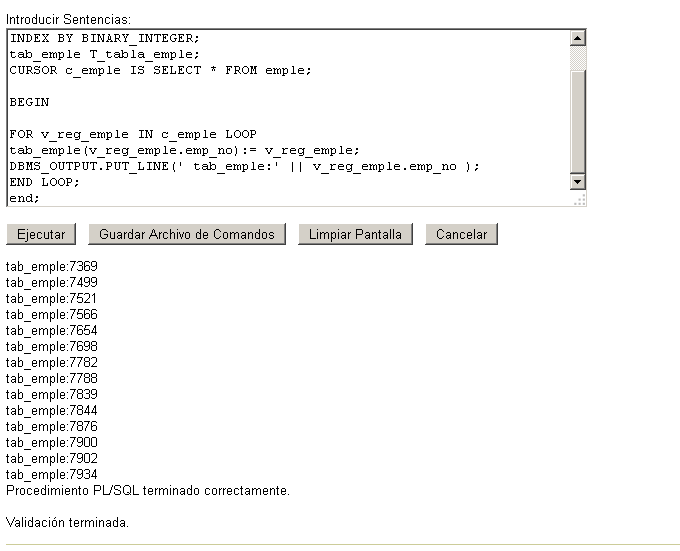 Introducir Sentencias:
INDEX BY BINARY_INTEGER;
tab_emple T_tabla_emple;
CURSOR c_emple IS SELECT * FROM emple;
BEGIN
FOR v_reg_emple IN c_emple LOOP
tab_emple(v_reg_emple.emp_no):= v_reg_emple;
DBMS_OUTPUT.PUT_LINE(' tab_emple:' || v_reg_emple.emp_no );
END LOOP;
end;
Ejecutar Guardar Archivo de Comandos Limpiar Pantalla Cancelar
tab_emple:7369
tab_emple:7499
tab_emple:7521
tab_emple:7566
tab_emple:7654
tab_emple:7698
tab_emple:7782
tab_emple:7788
tab_emple:7839
tab_emple:7844
tab_emple:7876
tab_emple:7900
tab_emple:7902
tab_emple:7934
Procedimiento PL/SQL terminado correctamente.
Validación terminada.